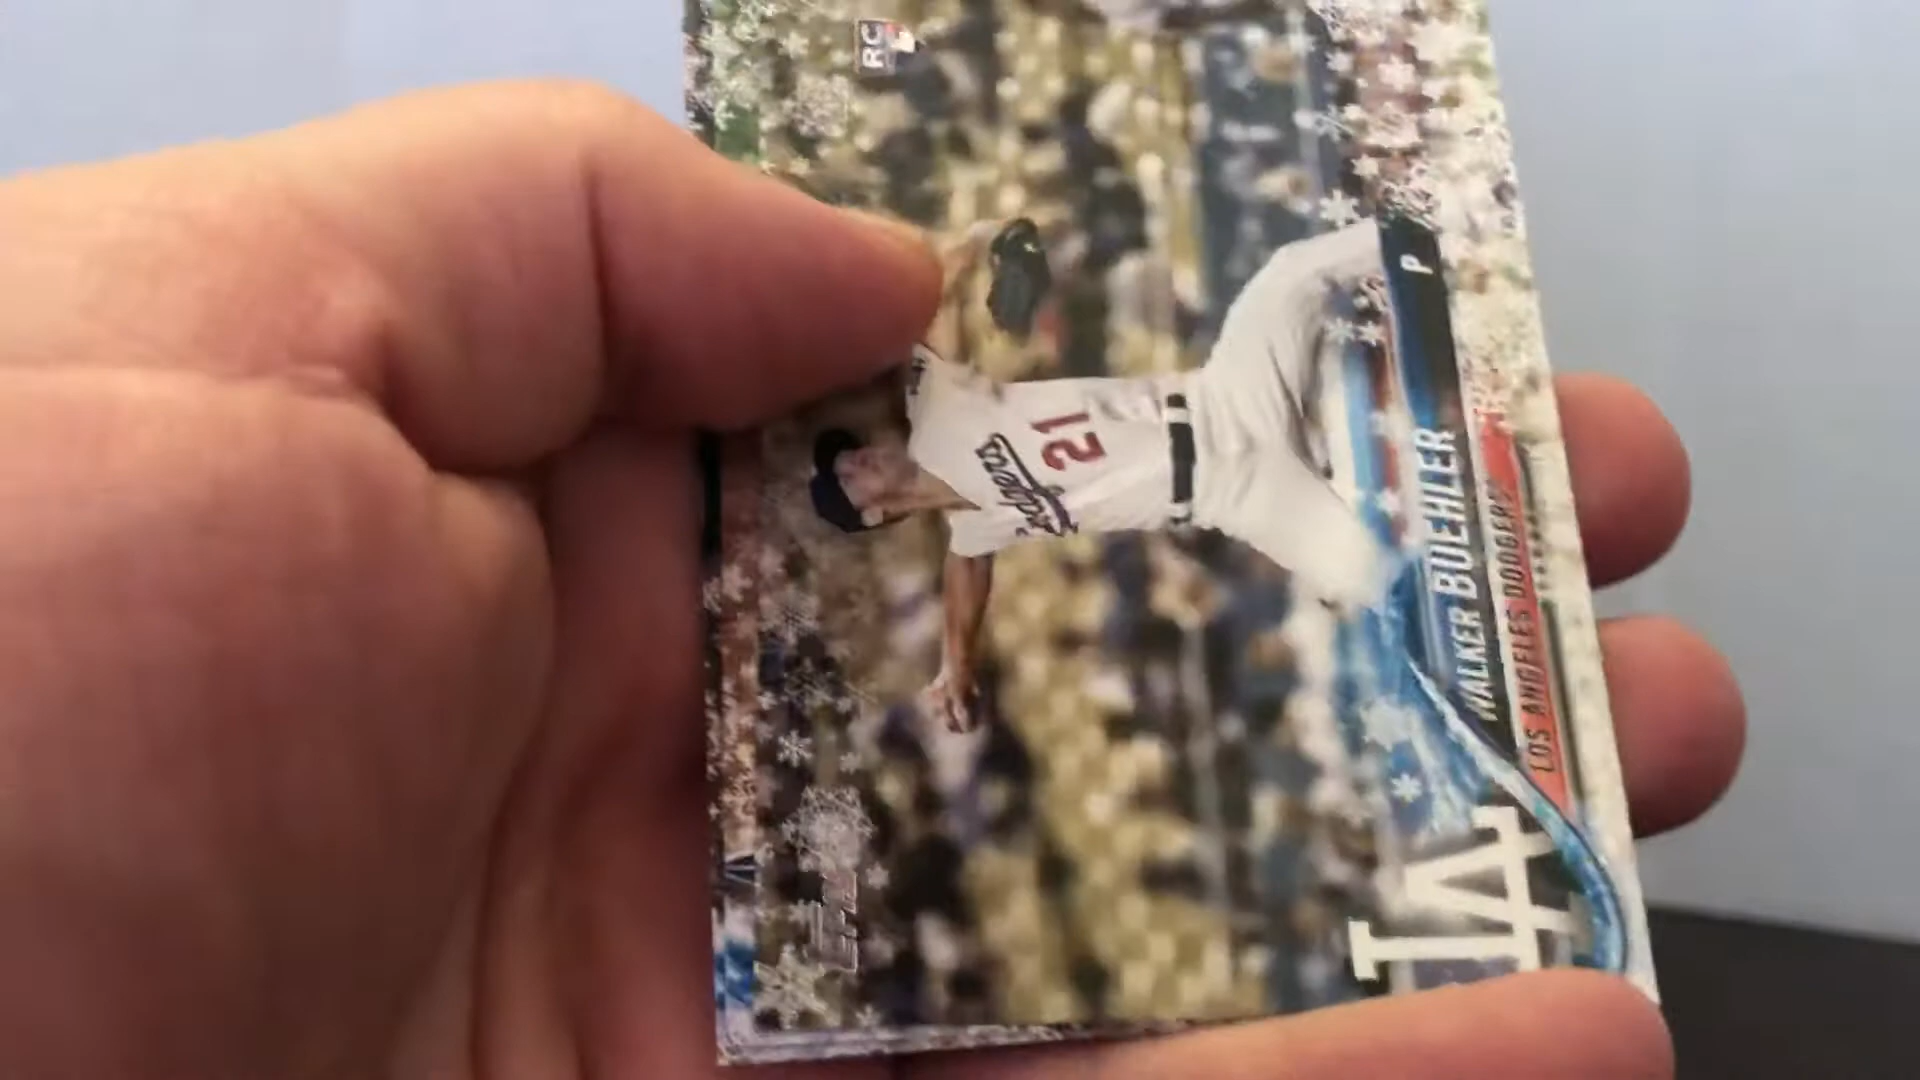 RC
Dodgers
21
P
WALKER BUEHLER
LOS ANGELES DODGERS
LA